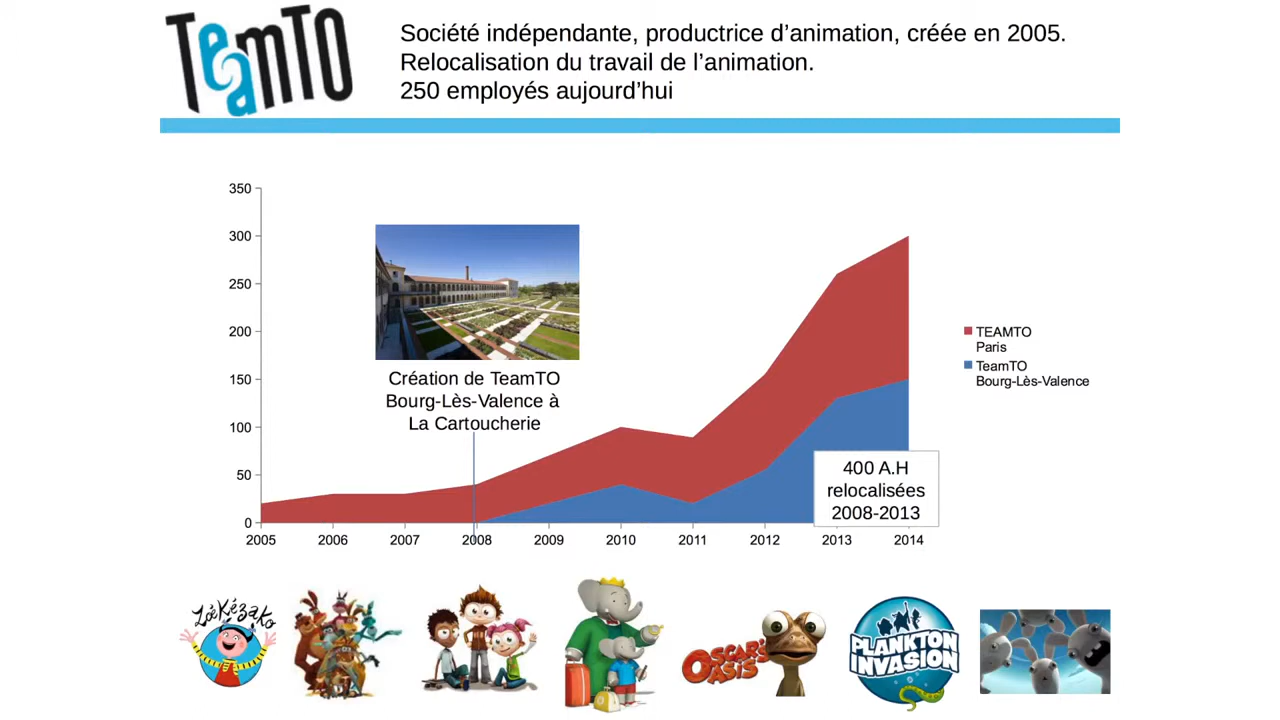 TeamTO
Société indépendante, productrice d’animation, créée en 2005.
Relocalisation du travail de l’animation.
250 employés aujourd’hui
350
300
250
200
150
100
50
0
Création de TeamTO
Bourg-Lès-Valence à
La Cartoucherie
400 A.H
relocalisées
2008-2013
2005 2006 2007 2008 2009 2010 2011 2012 2013 2014
TEAMTO
Paris
TeamTO
Bourg-Lès-Valence
Zoé Kézako
OSCAR'S
OASIS
PLANKTON
INVASION